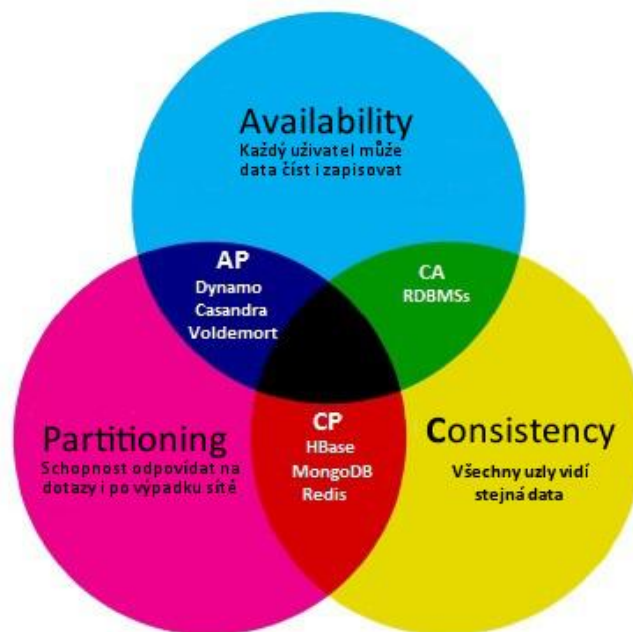 Availability
Každý uživatel může
data číst i zapisovat
AP
Dynamo
Casandra
Voldemort
CA
RDBMSs
Partitioning
Schopnost odpovídat na
dotazy i po výpadku sítě
CP
HBase
MongoDB
Redis
Consistency
Všechny uzly vidí
stejná data